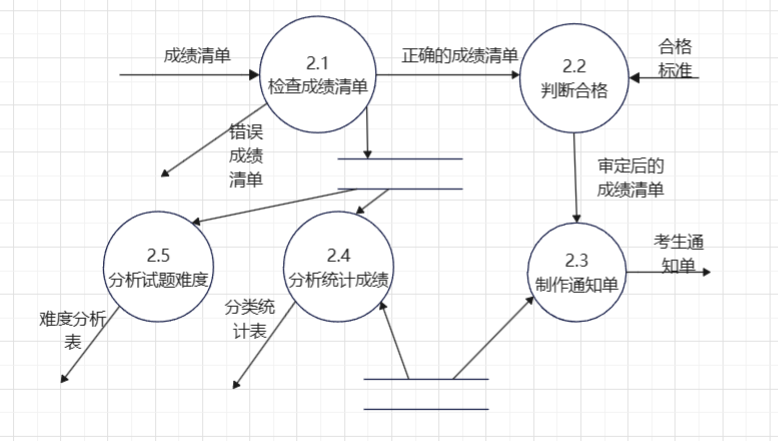 成绩清单
2.1
检查成绩清单
正确的成绩清单
2.2
判断合格
合格
标准
错误
成绩
清单
审定后的
成绩清单
2.5
分析试题难度
2.4
分析统计成绩
2.3
制作通知单
考生通
知单
难度分析
表
分类统
计表